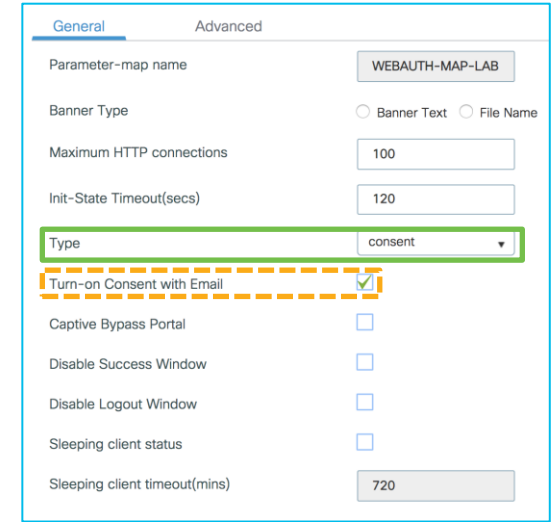 General Advanced
Parameter-map name WEBAUTH-MAP-LAB
Banner Type Banner Text File Name
Maximum HTTP connections 100
Init-State Timeout(secs) 120
Type consent
Turn-on Consent with Email
Captive Bypass Portal
Disable Success Window
Disable Logout Window
Sleeping client status
Sleeping client timeout(mins) 720